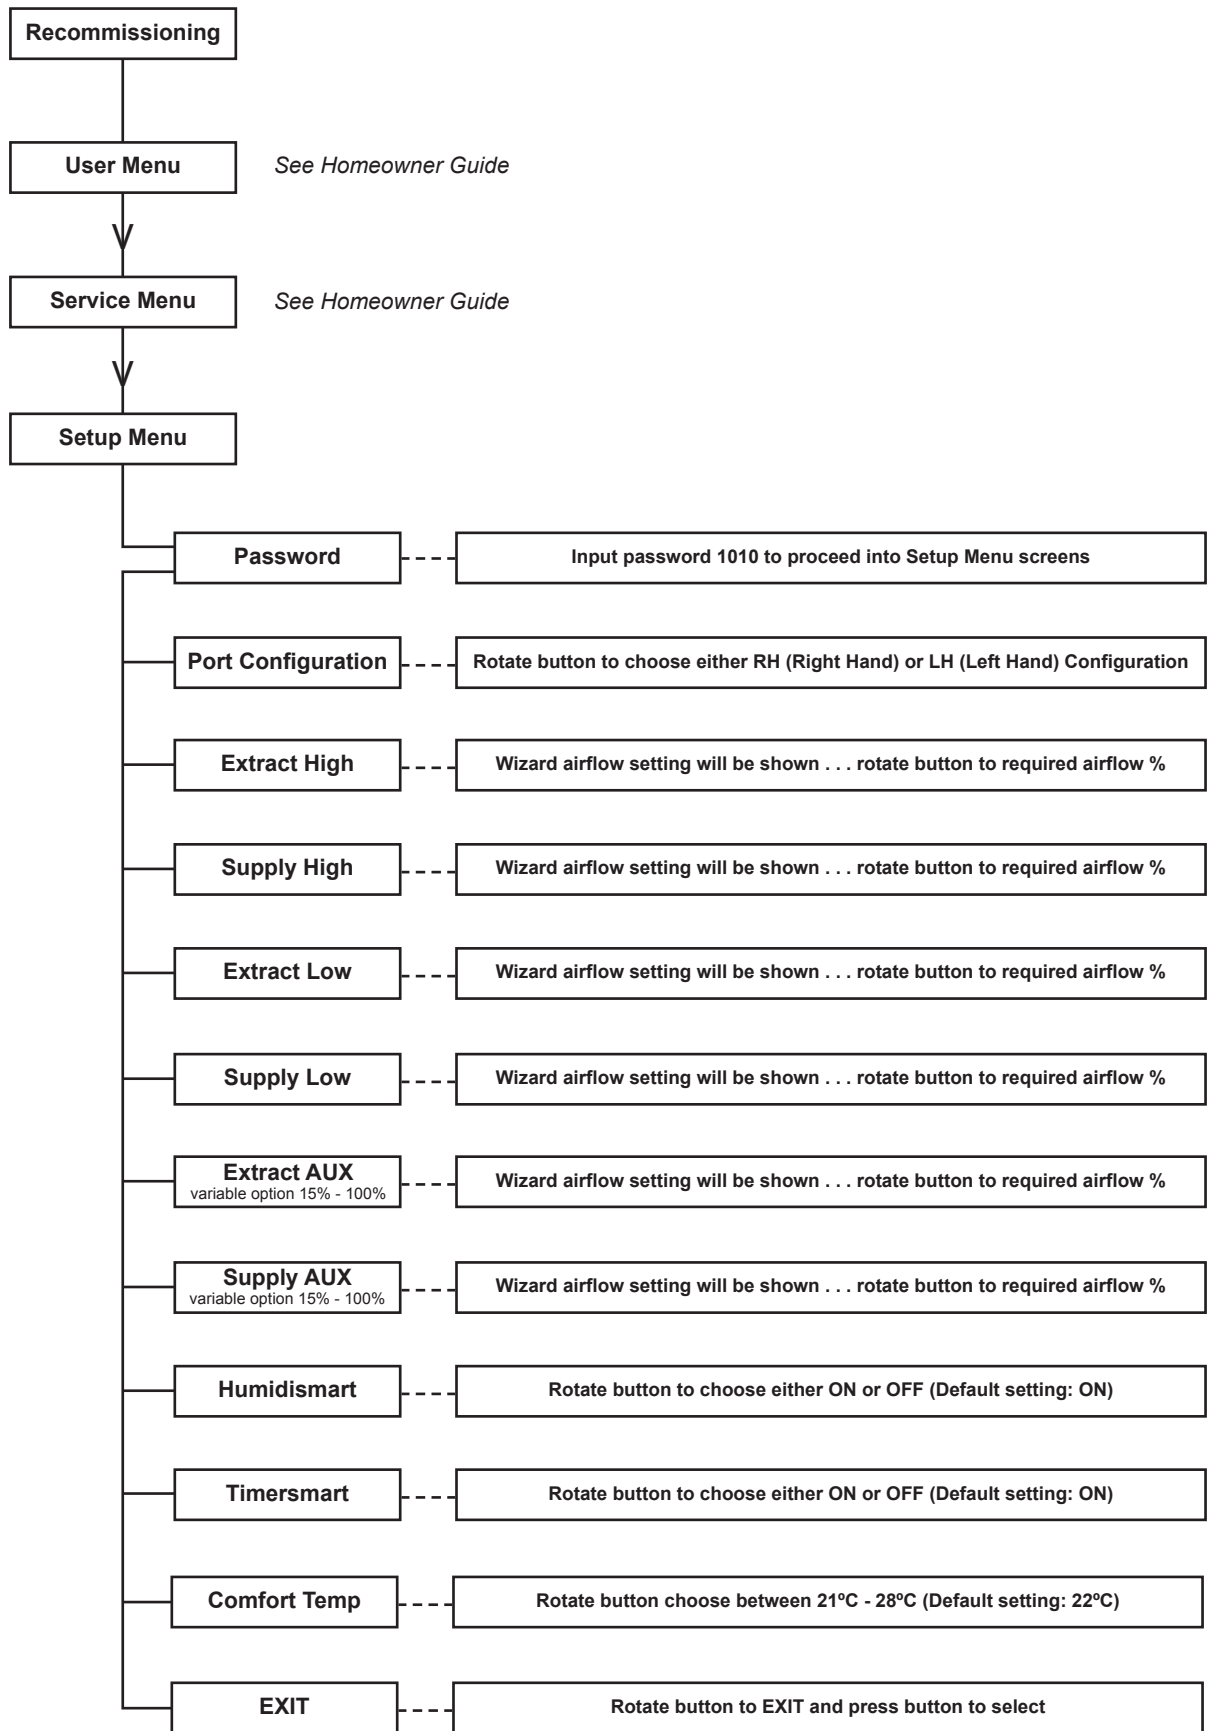 Recommissioning
User Menu
See Homeowner Guide
Service Menu
See Homeowner Guide
Setup Menu
Password
Input password 1010 to proceed into Setup Menu screens
Port Configuration
Rotate button to choose either RH (Right Hand) or LH (Left Hand) Configuration
Extract High
Wizard airflow setting will be shown . . . rotate button to required airflow %
Supply High
Wizard airflow setting will be shown . . . rotate button to required airflow %
Extract Low
Wizard airflow setting will be shown . . . rotate button to required airflow %
Supply Low
Wizard airflow setting will be shown . . . rotate button to required airflow %
Extract AUX
variable option 15% - 100%
Wizard airflow setting will be shown . . . rotate button to required airflow %
Supply AUX
variable option 15% - 100%
Wizard airflow setting will be shown . . . rotate button to required airflow %
Humidismart
Rotate button to choose either ON or OFF (Default setting: ON)
Timersmart
Rotate button to choose either ON or OFF (Default setting: ON)
Comfort Temp
Rotate button choose between 21ºC - 28ºC (Default setting: 22ºC)
EXIT
Rotate button to EXIT and press button to select